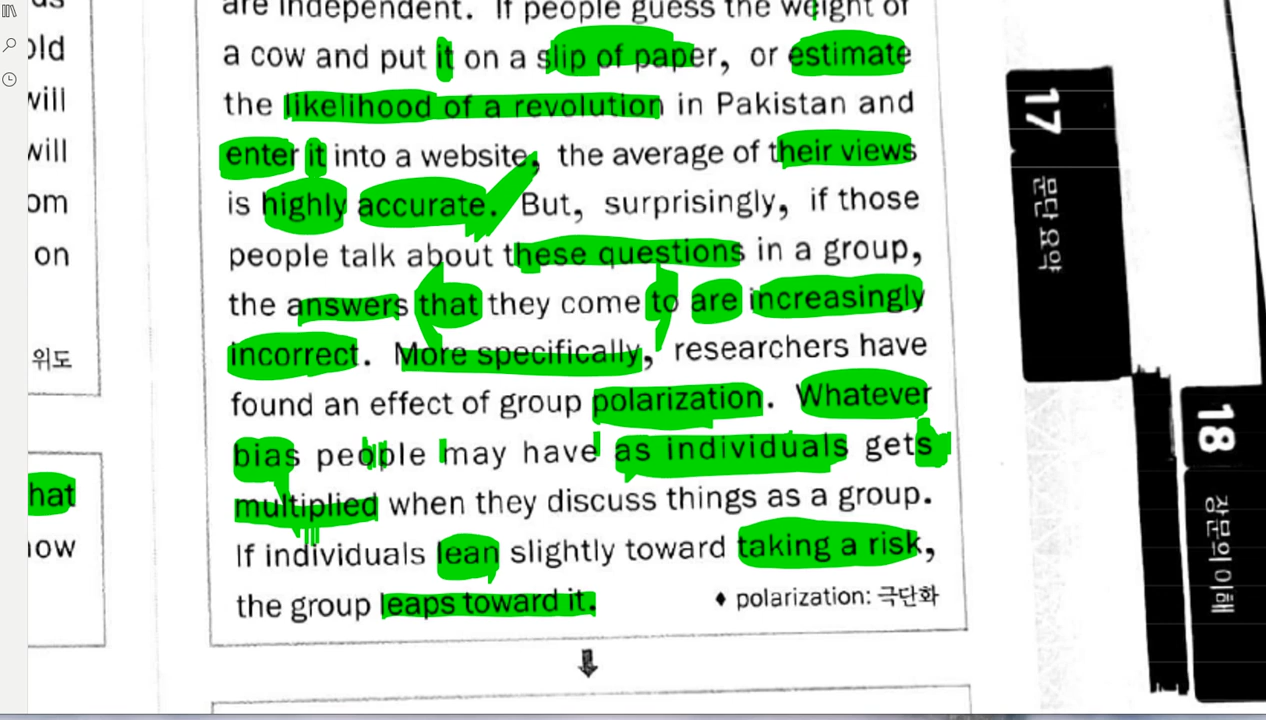 are independent. If people guess the weight of
a cow and put it on a slip of paper, or estimate
the likelihood of a revolution in Pakistan and
enter it into a website, the average of their views
is highly accurate. But, surprisingly, if those
people talk about these questions in a group,
the answers that they come to are increasingly
incorrect. More specifically, researchers have
found an effect of group polarization. Whatever
bias people may have as individuals gets
multiplied when they discuss things as a group.
If individuals lean slightly toward taking a risk,
the group leaps toward it.
♦ polarization: 극단화
will
will
on
위도
17
문단 요약
18
장문의 이해